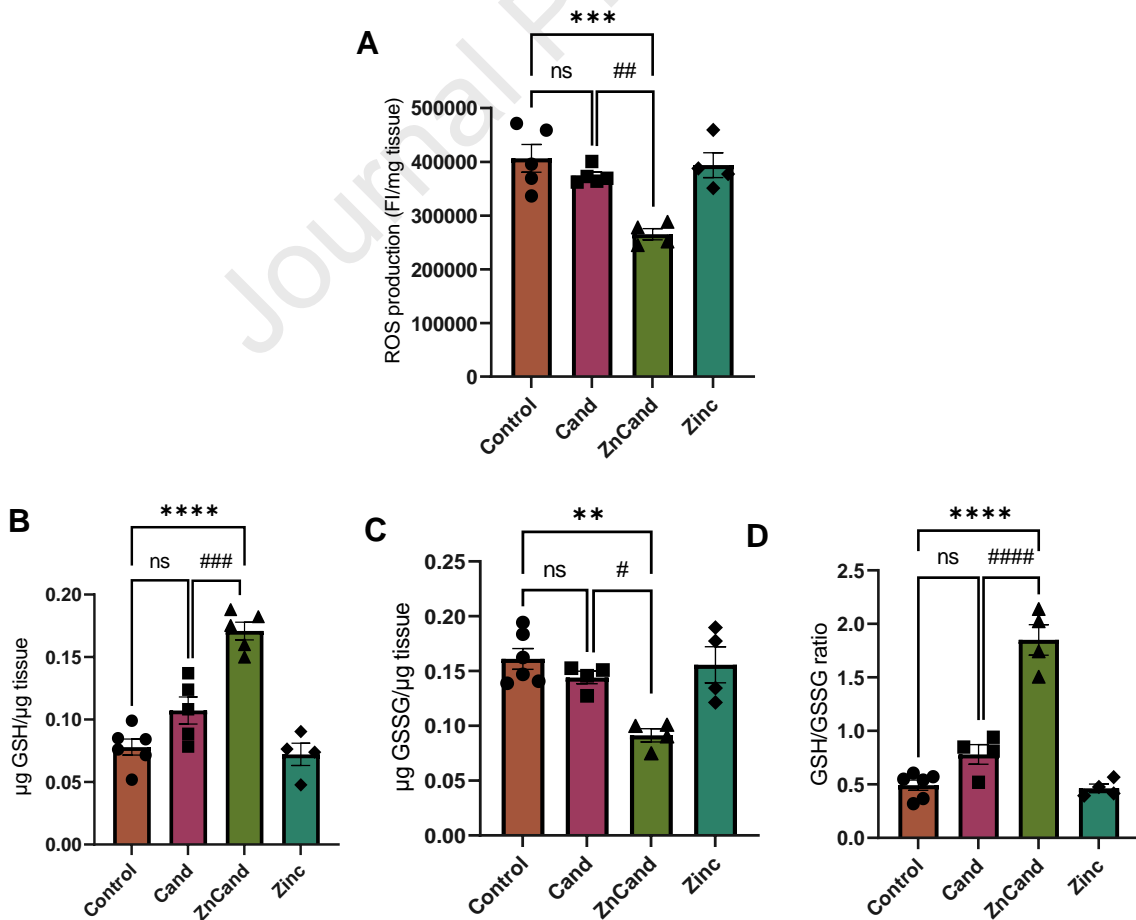 Journal P
A
***
ns
##
ROS production (FI/mg tissue)
500000
400000
300000
200000
100000
0
Control
Cand
ZnCand
Zinc
B
****
ns
###
µg GSH/µg tissue
0.20
0.15
0.10
0.05
0.00
Control
Cand
ZnCand
Zinc
C
**
ns
#
µg GSSG/µg tissue
0.25
0.20
0.15
0.10
0.05
0.00
Control
Cand
ZnCand
Zinc
D
****
ns
####
GSH/GSSG ratio
2.5
2.0
1.5
1.0
0.5
0.0
Control
Cand
ZnCand
Zinc